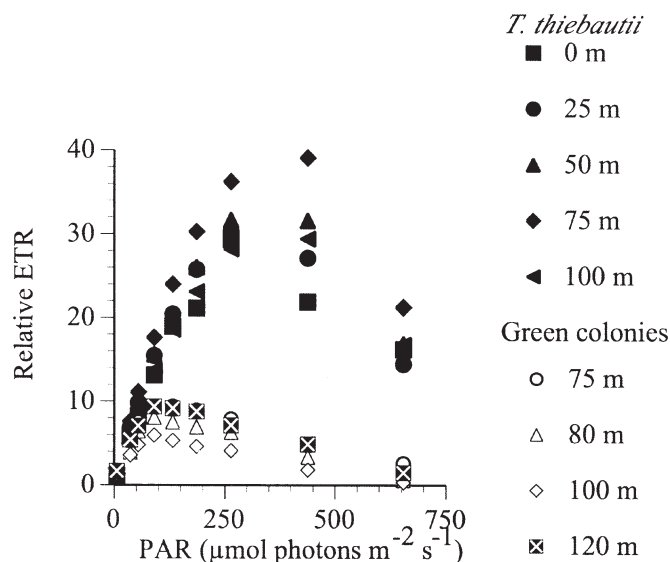 T. thiebautii
0 m
25 m
50 m
75 m
100 m
Green colonies
75 m
80 m
100 m
120 m
40
30
20
10
0
Relative ETR
0
250
500
750
PAR (μmol photons m⁻² s⁻¹)